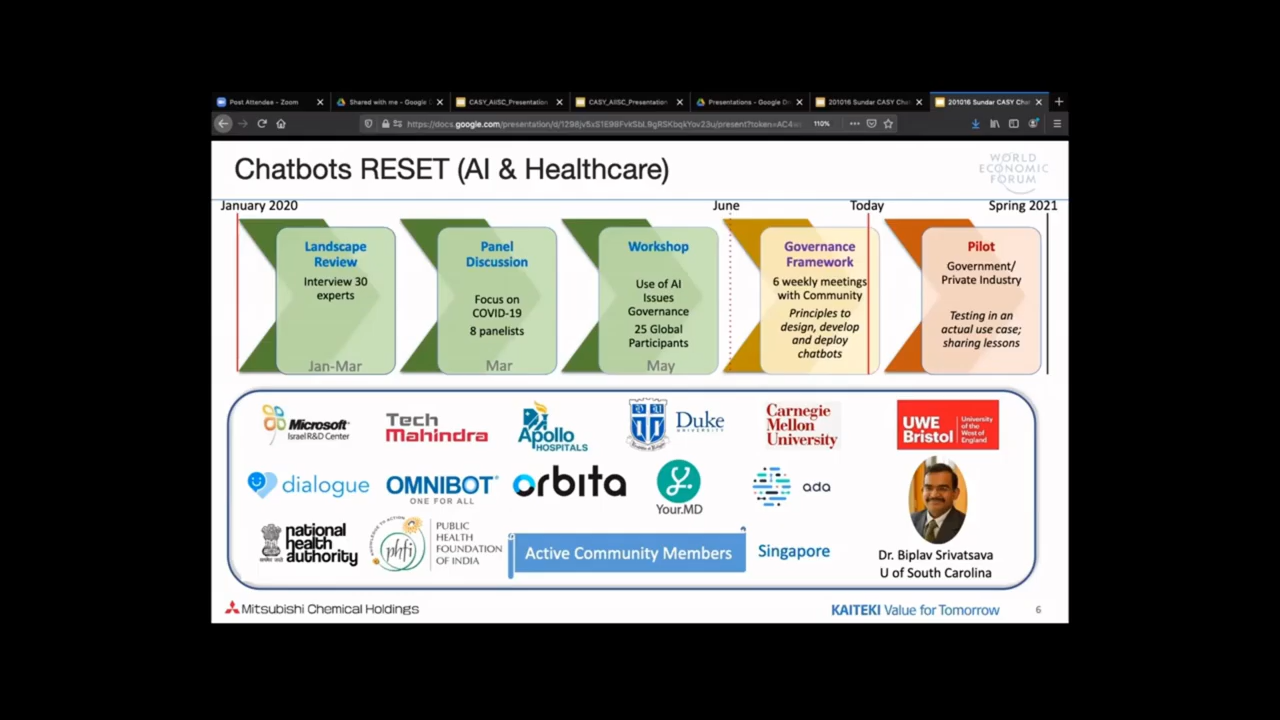 Post Attendee - Zoom
Shared with me - Google
CASY_AIISC_Presentation
CASY_AIISC_Presentation
Presentations - Google
201016 Sundar CASY Cha
201016 Sundar CASY Cha
110%
Chatbots RESET (AI & Healthcare)
WORLD
ECONOMIC
FORUM
January 2020
June
Today
Spring 2021
Landscape
Review
Interview 30
experts
Jan-Mar
Panel
Discussion
Focus on
COVID-19
8 panelists
Mar
Workshop
Use of AI
Issues
Governance
25 Global
Participants
May
Governance
Framework
6 weekly meetings
with Community
Principles to
design, develop
and deploy
chatbots
Pilot
Government/
Private Industry
Testing in an
actual use case;
sharing lessons
Microsoft
Israel R&D Center
Tech
Mahindra
Apollo
HOSPITALS
Duke
UNIVERSITY
Carnegie
Mellon
University
UWE
Bristol
University
of the
West of
England
dialogue
OMNIBOT
ONE FOR ALL
orbita
Your.MD
ada
national
health
authority
phfi
PUBLIC
HEALTH
FOUNDATION
OF INDIA
Active Community Members
Singapore
Dr. Biplav Srivatsava
U of South Carolina
Mitsubishi Chemical Holdings
KAITEKI Value for Tomorrow
6